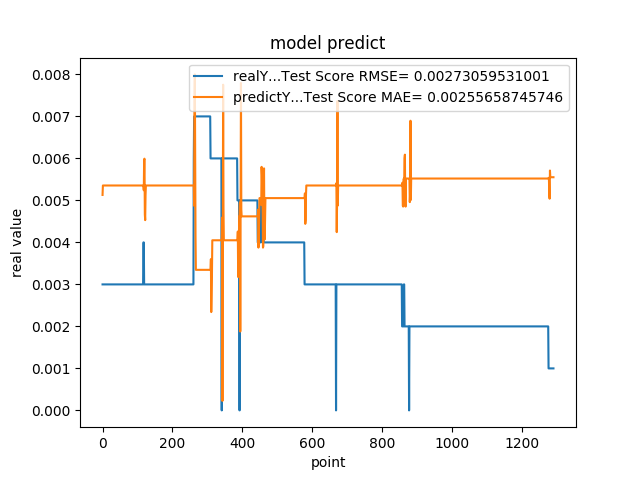 model predict
realY...Test Score RMSE= 0.00273059531001
predictY...Test Score MAE= 0.00255658745746
real value
0.008
0.007
0.006
0.005
0.004
0.003
0.002
0.001
0.000
0 200 400 600 800 1000 1200
point